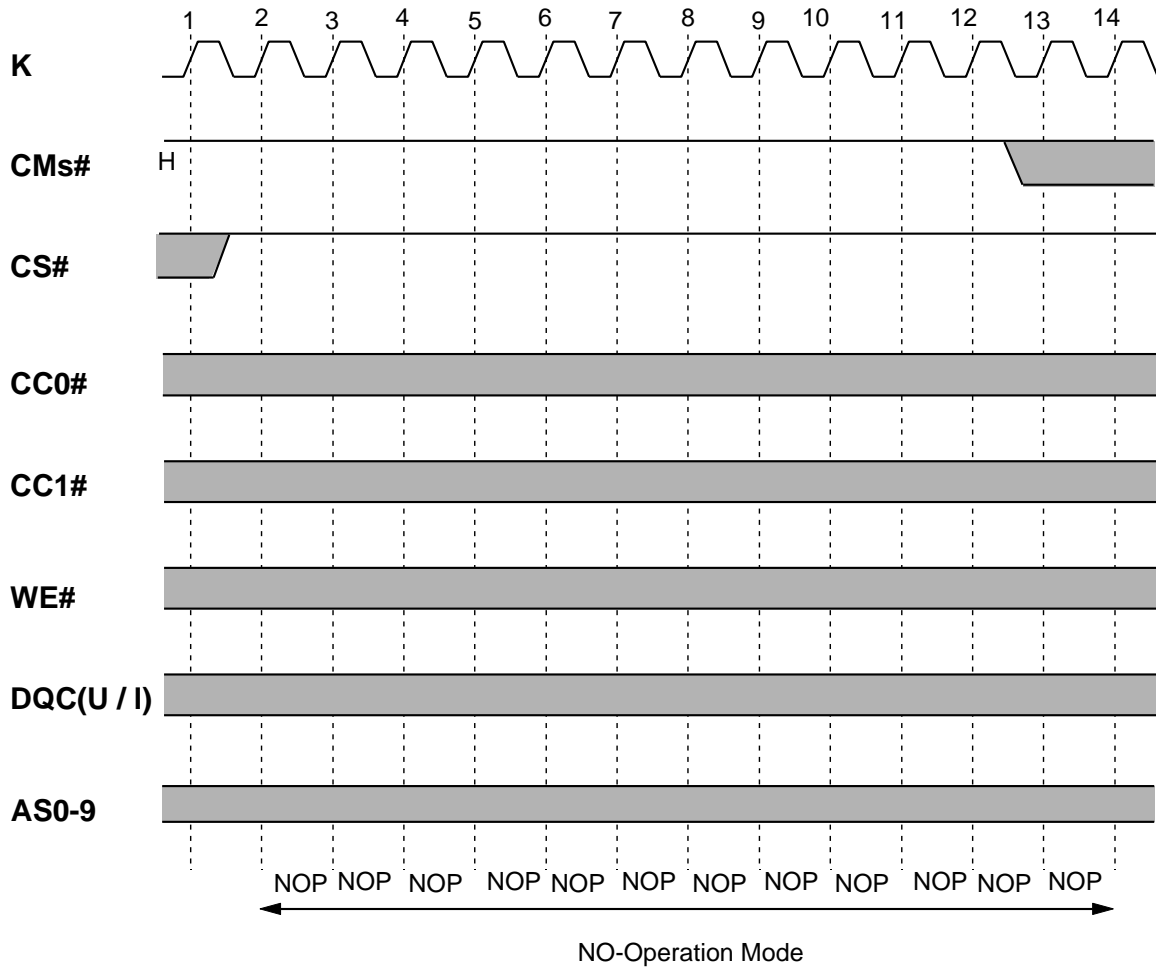 1 2 3 4 5 6 7 8 9 10 11 12 13 14
K
CMs# H
CS#
CC0#
CC1#
WE#
DQC(U / l)
AS0-9
NOP NOP NOP NOP NOP NOP NOP NOP NOP NOP NOP NOP
NO-Operation Mode